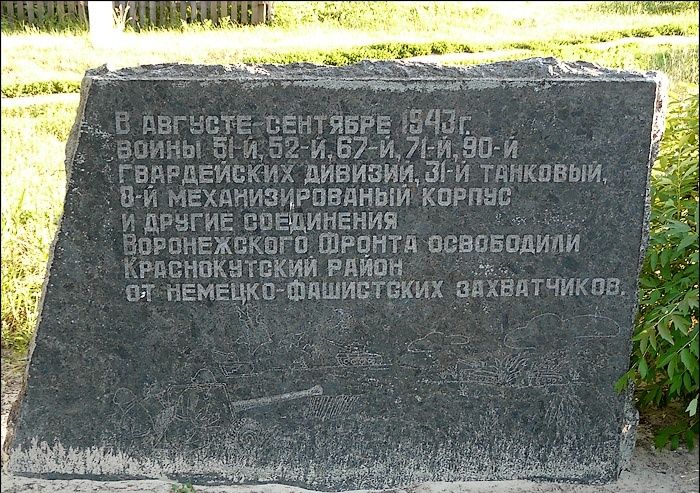 В АВГУСТЕ-СЕНТЯБРЕ 1943г.
ВОИНЫ 51-Й, 52-Й, 67-Й, 71-Й, 90-Й
ГВАРДЕЙСКИХ ДИВИЗИЙ, 31-Й ТАНКОВЫЙ,
8-Й МЕХАНИЗИРОВАНЫЙ КОРПУС
И ДРУГИЕ СОЕДИНЕНИЯ
ВОРОНЕЖСКОГО ФРОНТА ОСВОБОДИЛИ
КРАСНОКУТСКИЙ РАЙОН
ОТ НЕМЕЦКО-ФАШИСТСКИХ ЗАХВАТЧИКОВ.